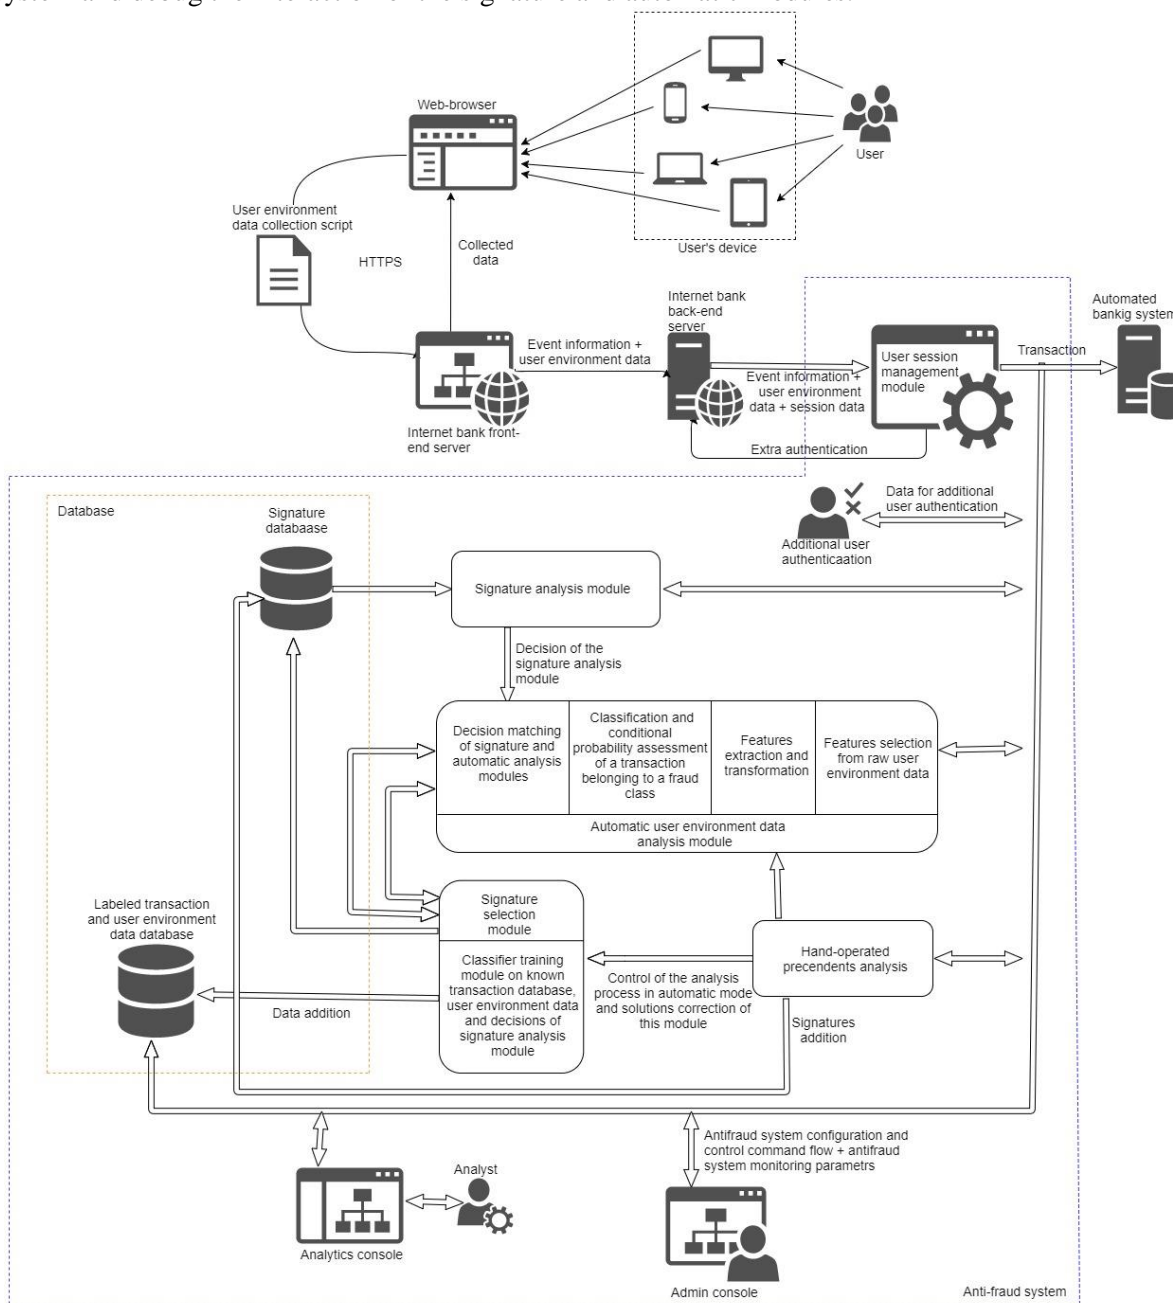 system and debug the interaction of the signature and automatic modules.
Web-browser
User
User environment
data collection script
HTTPS
Collected
data
User's device
Internet bank
back-end
server
Automated
bankig system
Event information +
user environment data
User session
management
module
Transaction
Event information +
user environment
data + session data
Internet bank front-
end server
Extra authentication
Database
Signature
databaase
Data for additional
user authentication
Additional user
authenticaation
Signature analysis module
Decision of the
signature analysis
module
Decision matching
of signature and
automatic analysis
modules
Classification and
conditional
probability assessment
of a transaction
belonging to a fraud
class
Features
extraction and
transformation
Features selection
from raw user
environment data
Automatic user environment data
analysis module
Labeled transaction
and user environment
data database
Signature
selection
module
Hand-operated
precendents analysis
Classifier training
module on known
transaction database,
user environment data
and decisions of
signature analysis
module
Control of the analysis
process in automatic mode
and solutions correction of
this module
Data addition
Signatures
addition
Antifraud system configuration and
control command flow + antifraud
system monitoring parametrs
Analyst
Analytics console
Admin console
Anti-fraud system